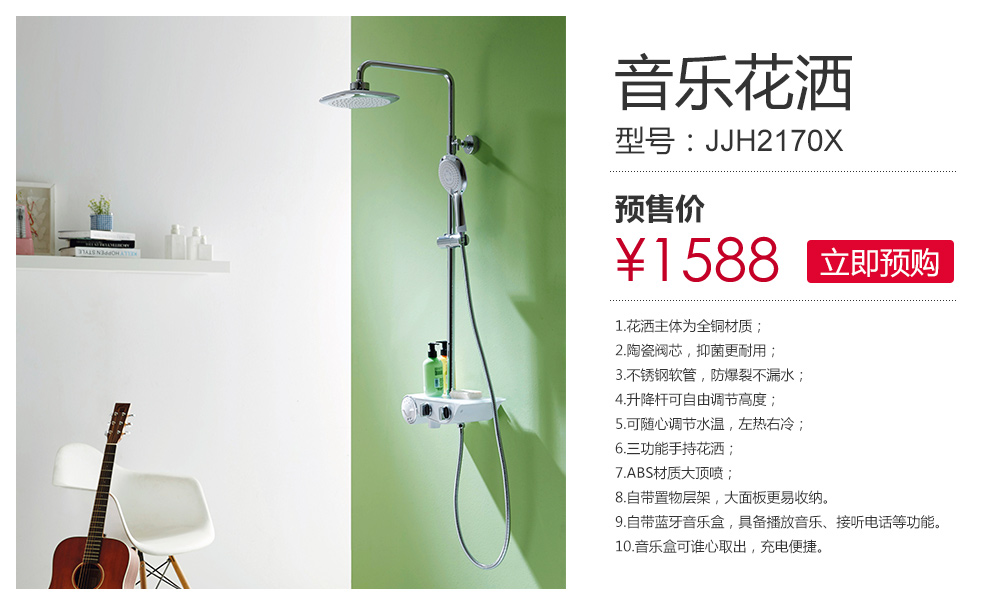 音乐花洒
型号：JJH2170X
预售价
¥1588
立即预购
1.花洒主体为全铜材质；
2.陶瓷阀芯，抑菌更耐用；
3.不锈钢软管，防爆裂不漏水；
4.升降杆可自由调节高度；
5.可随心调节水温，左热右冷；
6.三功能手持花洒；
7.ABS材质大顶喷；
8.自带置物层架，大面板更易收纳。
9.自带蓝牙音乐盒，具备播放音乐、接听电话等功能。
10.音乐盒可谁心取出，充电便捷。